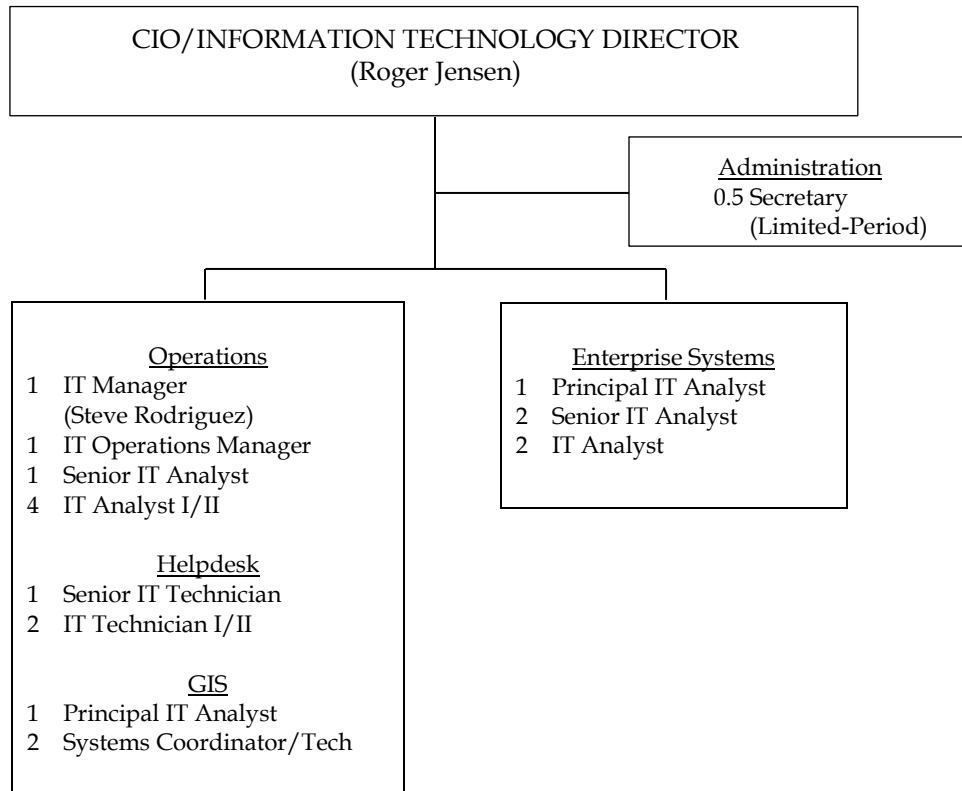 CIO/INFORMATION TECHNOLOGY DIRECTOR
(Roger Jensen)
Administration
0.5 Secretary
(Limited-Period)
Operations
1 IT Manager
(Steve Rodriguez)
1 IT Operations Manager
1 Senior IT Analyst
4 IT Analyst I/II
Helpdesk
1 Senior IT Technician
2 IT Technician I/II
GIS
1 Principal IT Analyst
2 Systems Coordinator/Tech
Enterprise Systems
1 Principal IT Analyst
2 Senior IT Analyst
2 IT Analyst